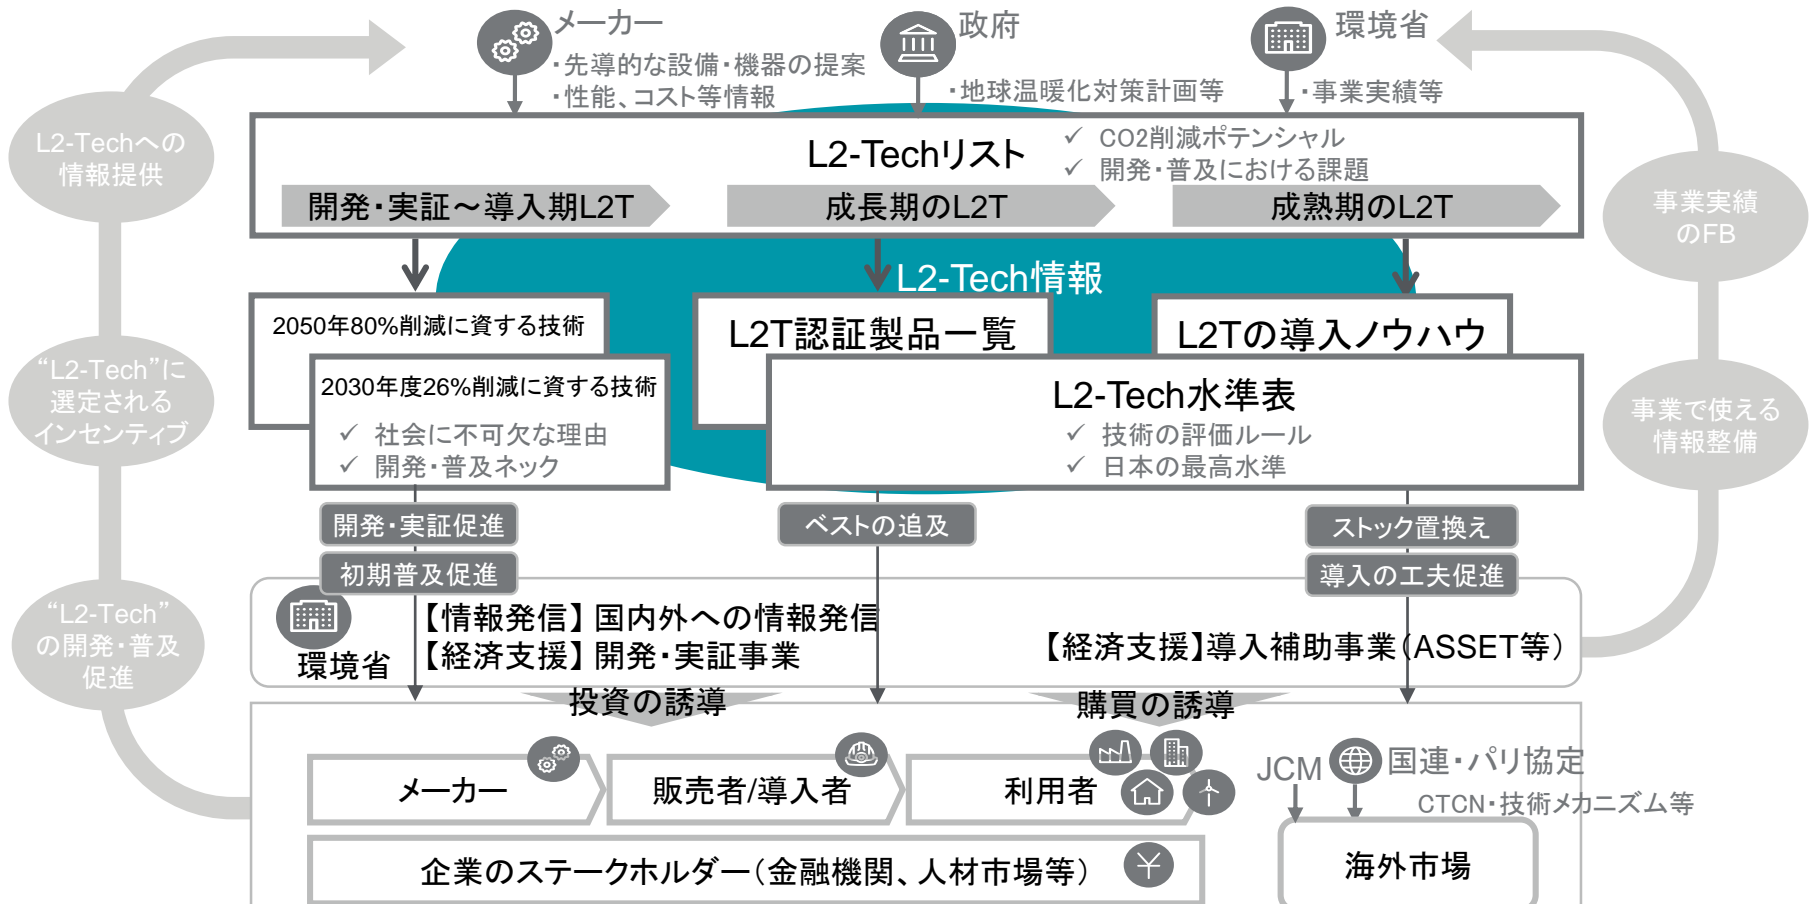 メーカー
・先導的な設備・機器の提案
・性能、コスト等情報
政府
・地球温暖化対策計画等
環境省
・事業実績等
L2-Techへの
情報提供
L2-Techリスト
✓ CO2削減ポテンシャル
✓ 開発・普及における課題
開発・実証～導入期L2T
成長期のL2T
成熟期のL2T
事業実績
のFB
L2-Tech情報
2050年80%削減に資する技術
L2T認証製品一覧
L2Tの導入ノウハウ
“L2-Tech”に
選定される
インセンティブ
2030年度26%削減に資する技術
✓ 社会に不可欠な理由
✓ 開発・普及ネック
L2-Tech水準表
✓ 技術の評価ルール
✓ 日本の最高水準
事業で使える
情報整備
開発・実証促進
初期普及促進
ベストの追及
ストック置換え
導入の工夫促進
“L2-Tech”
の開発・普及
促進
環境省
【情報発信】国内外への情報発信
【経済支援】開発・実証事業
【経済支援】導入補助事業（ASSET等）
投資の誘導
購買の誘導
メーカー
販売者/導入者
利用者
JCM
国連・パリ協定
CTCN・技術メカニズム等
企業のステークホルダー（金融機関、人材市場等）
海外市場